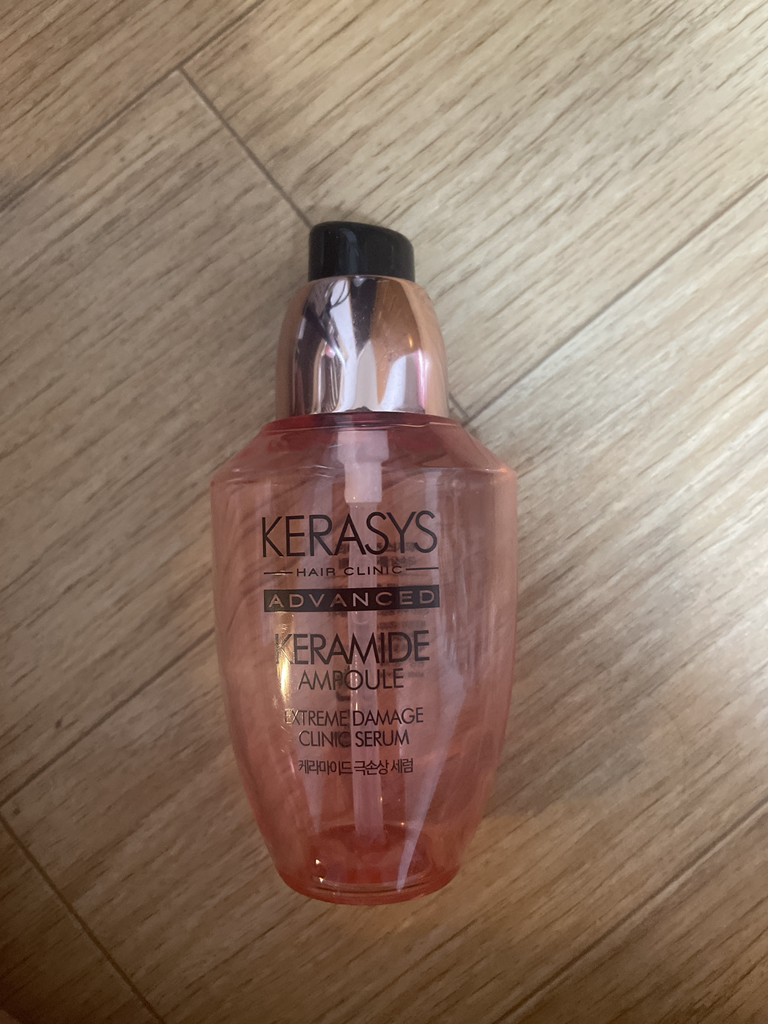 KERASYS
HAIR CLINIC
ADVANCED
KERAMIDE
AMPOULE
EXTREME DAMAGE
CLINIC SERUM
케라마이드 극손상 세럼